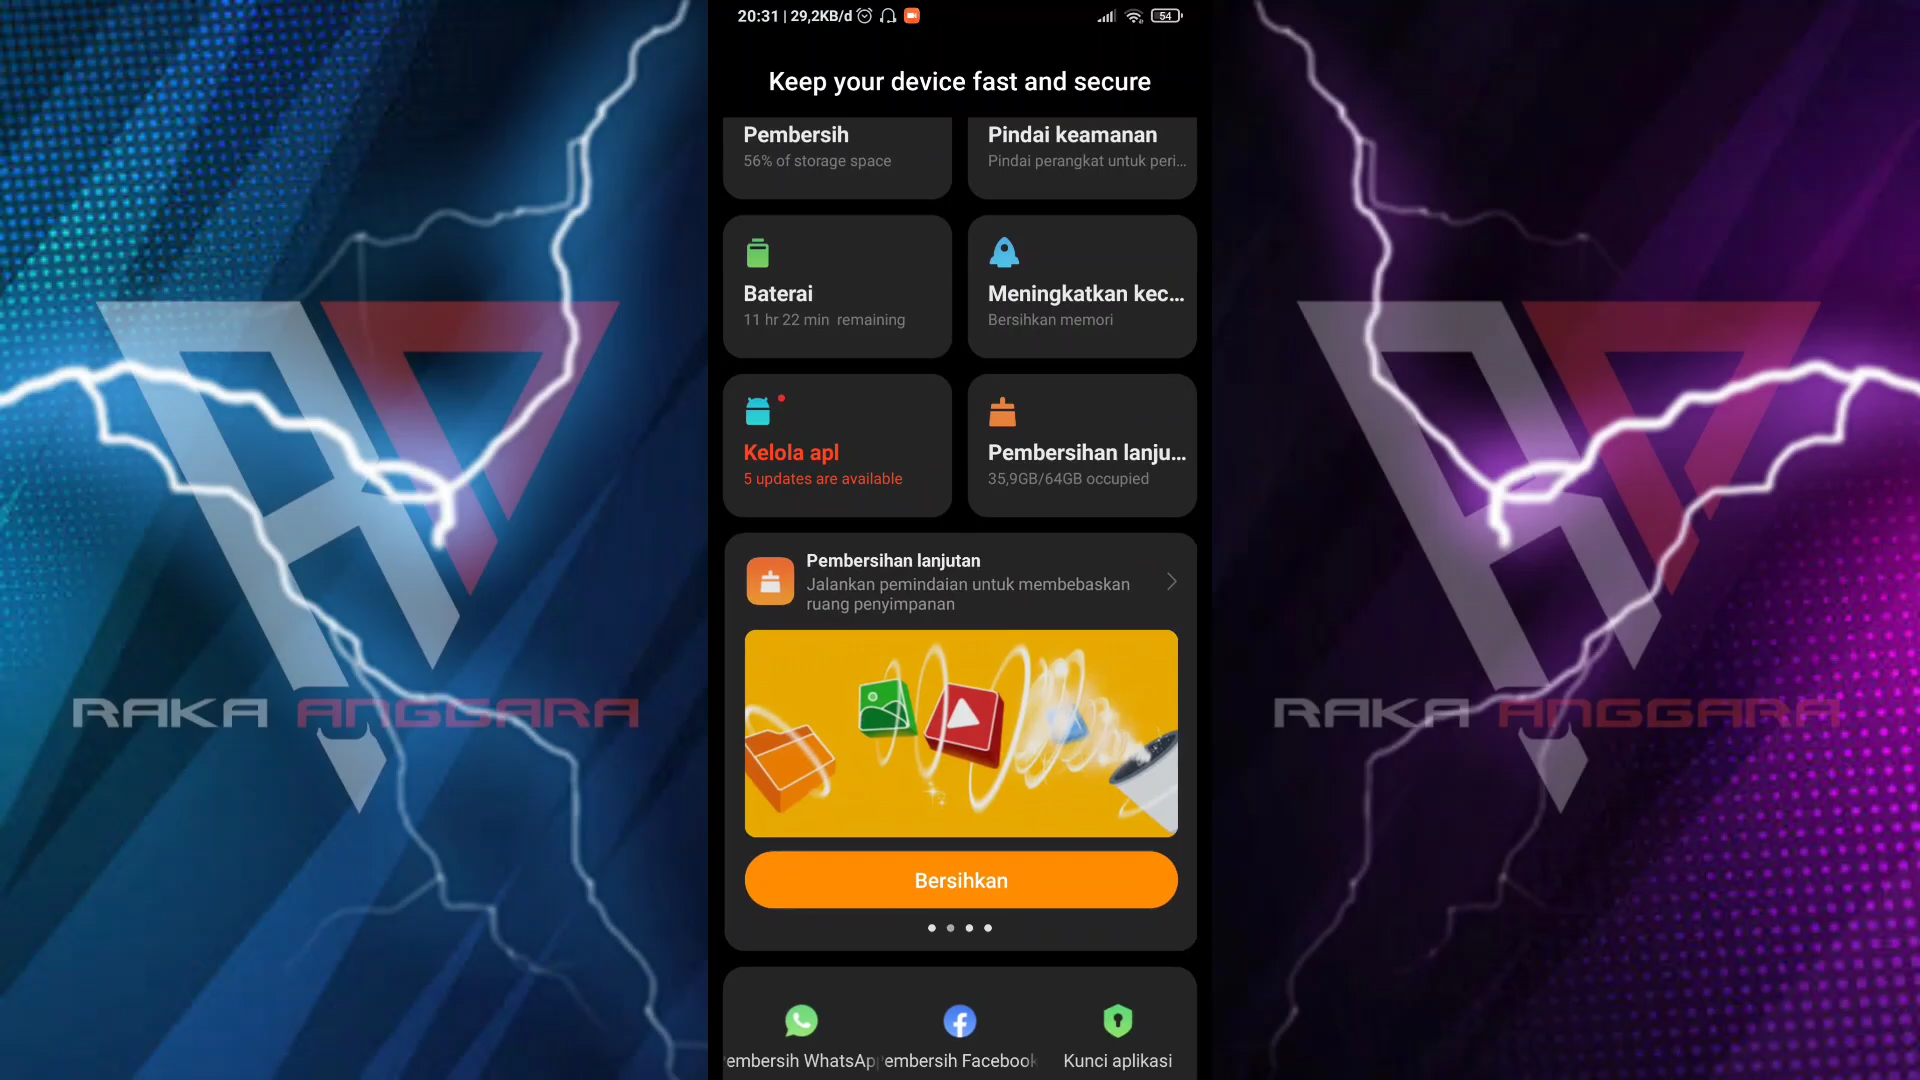 20:31 | 29,2KB/d
54
Keep your device fast and secure
Pembersih
56% of storage space
Pindai keamanan
Pindai perangkat untuk peri...
Baterai
11 hr 22 min remaining
Meningkatkan kec...
Bersihkan memori
Kelola apl
5 updates are available
Pembersihan lanju...
35,9GB/64GB occupied
Pembersihan lanjutan
Jalankan pemindaian untuk membebaskan
ruang penyimpanan
Bersihkan
embersih WhatsAp
embersih Facebook
Kunci aplikasi
RAKA ANGGARA
RAKA ANGGARA